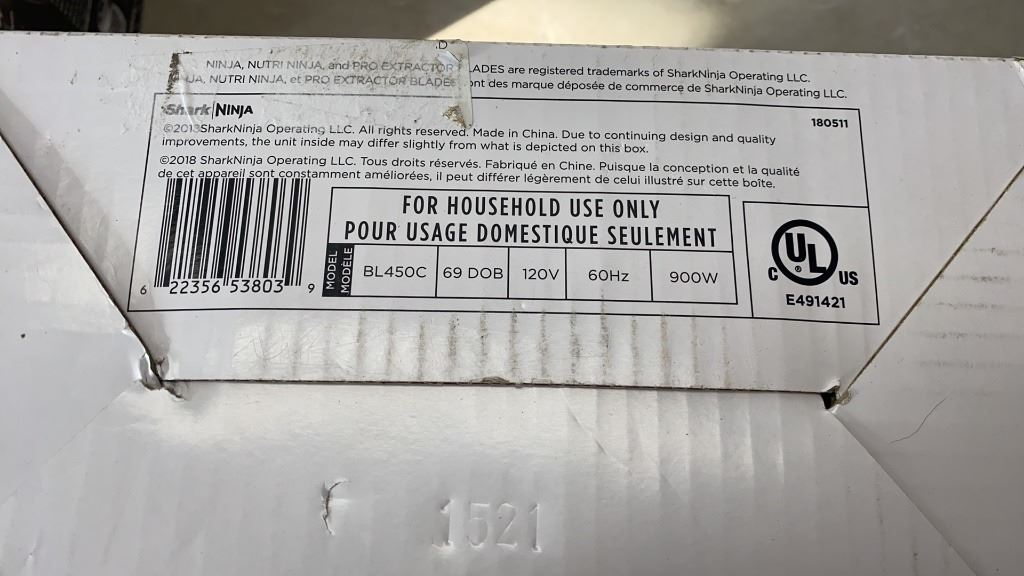 .D
NINJA, NUTRI NINJA, and PRO EXTRACTOR LADES are registered trademarks of SharkNinja Operating LLC.
JA, NUTRI NINJA, et PRO EXTRACTOR BLADE ont des marque déposée de commerce de SharkNinja Operating LLC.
Shark NINJA
180511
©2018 SharkNinja Operating LLC. All rights reserved. Made in China. Due to continuing design and quality
improvements, the unit inside may differ slightly from what is depicted on this box.
©2018 SharkNinja Operating LLC. Tous droits réservés. Fabriqué en Chine. Puisque la conception et la qualité
de cet appareil sont constamment améliorées, il peut différer légèrement de celui illustré sur cette boîte.
FOR HOUSEHOLD USE ONLY
POUR USAGE DOMESTIQUE SEULEMENT
MODEL
MODÈLE
BL450C 69 DOB 120V 60Hz 900W
6 22356 53803 9
C UL ® US
E491421
1521